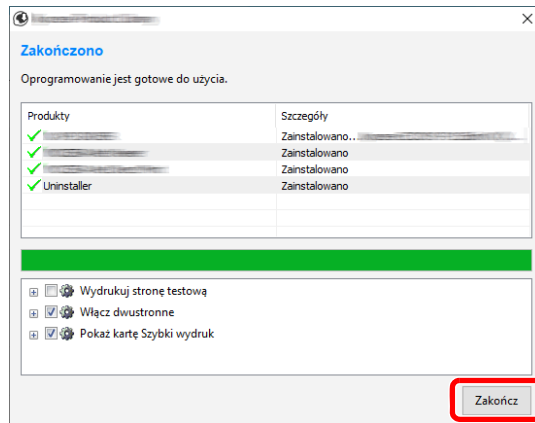 Zakończono
Oprogramowanie jest gotowe do użycia.
Produkty Szczegóły
Zainstalowano..
Zainstalowano
Zainstalowano
Uninstaller Zainstalowano
Wydrukuj stronę testową
Włącz dwustronne
Pokaż kartę Szybki wydruk
Zakończ